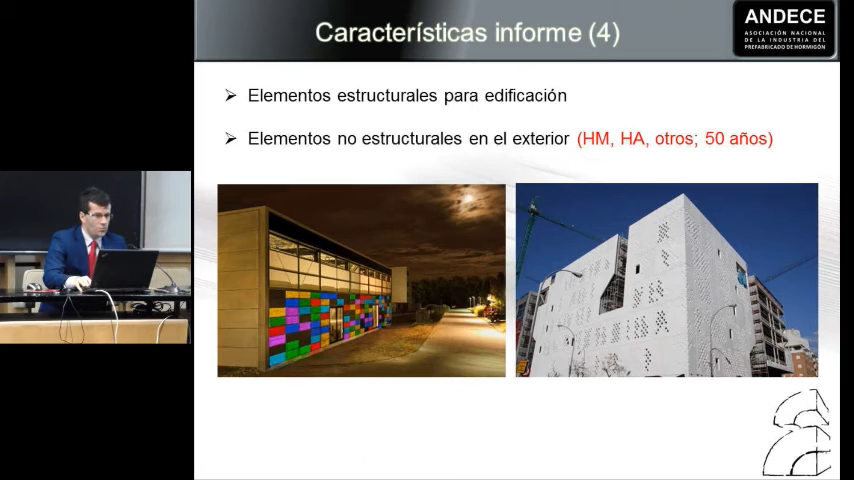 Características informe (4)
ANDECE
ASOCIACIÓN NACIONAL
DE LA INDUSTRIA DEL
PREFABRICADO DE HORMIGÓN
Elementos estructurales para edificación
Elementos no estructurales en el exterior (HM, HA, otros; 50 años)